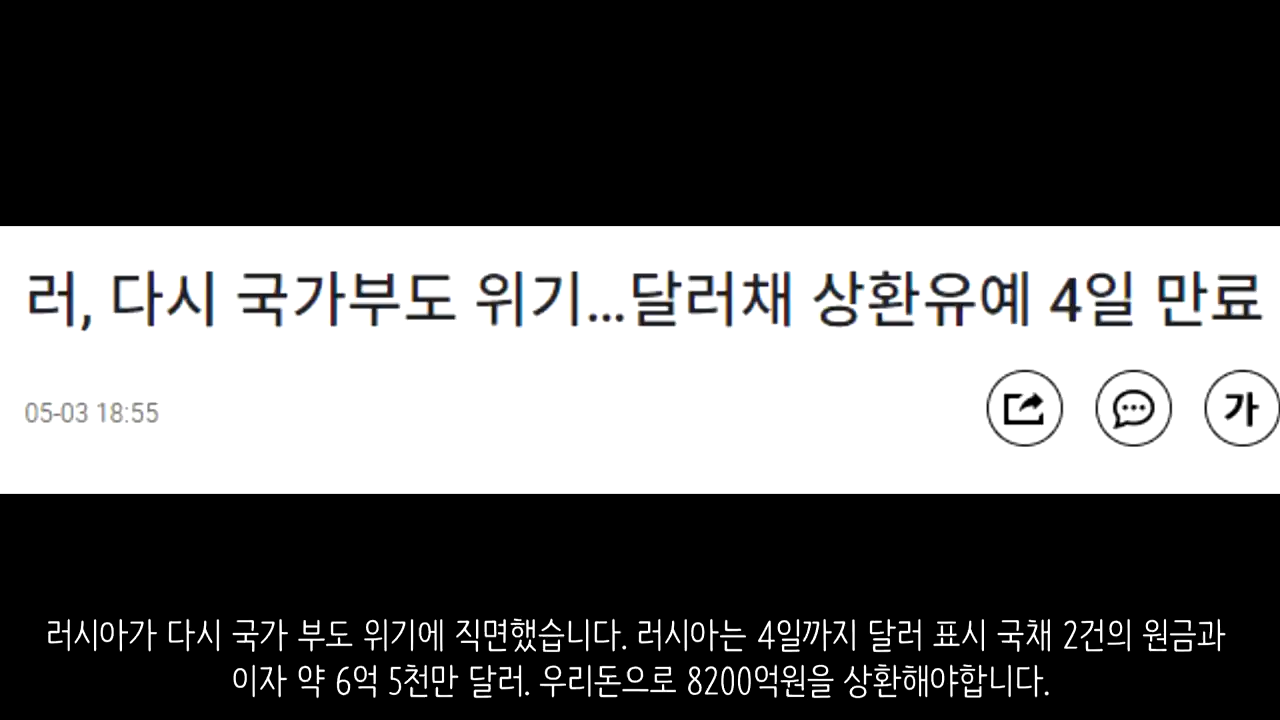 러, 다시 국가부도 위기...달러채 상환유예 4일 만료
05-03 18:55
가
러시아가 다시 국가 부도 위기에 직면했습니다. 러시아는 4일까지 달러 표시 국채 2건의 원금과
이자 약 6억 5천만 달러. 우리돈으로 8200억원을 상환해야합니다.